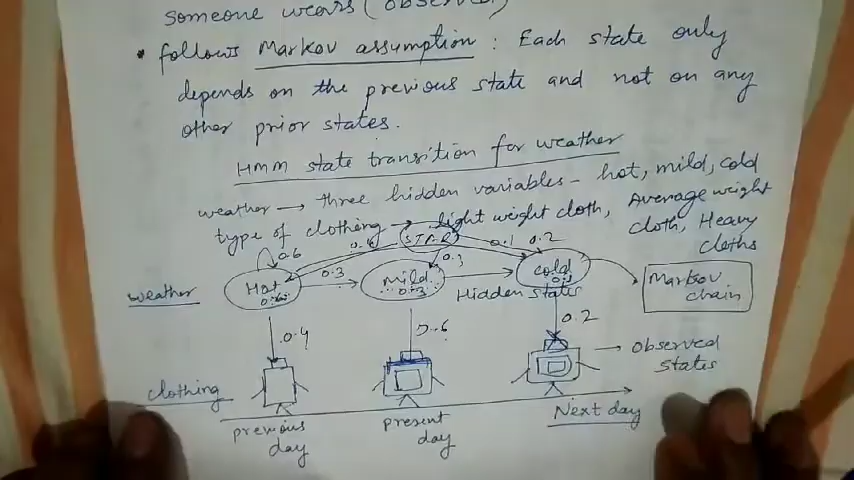 someone wears (observed)
• follows Markov assumption : Each state only
depends on the previous state and not on any
other prior states.
HMM state transition for weather
weather → three hidden variables - hot, mild, cold
type of clothing → light weight cloth, Average weight
cloth, Heavy
cloths
START
0.6
0.3
0.1 0.2
weather
Hot
0.6
mild
0.3
cold
Hidden states
Markov
chain
0.4
0.6
0.2
observed
states
clothing
previous
day
present
day
Next day